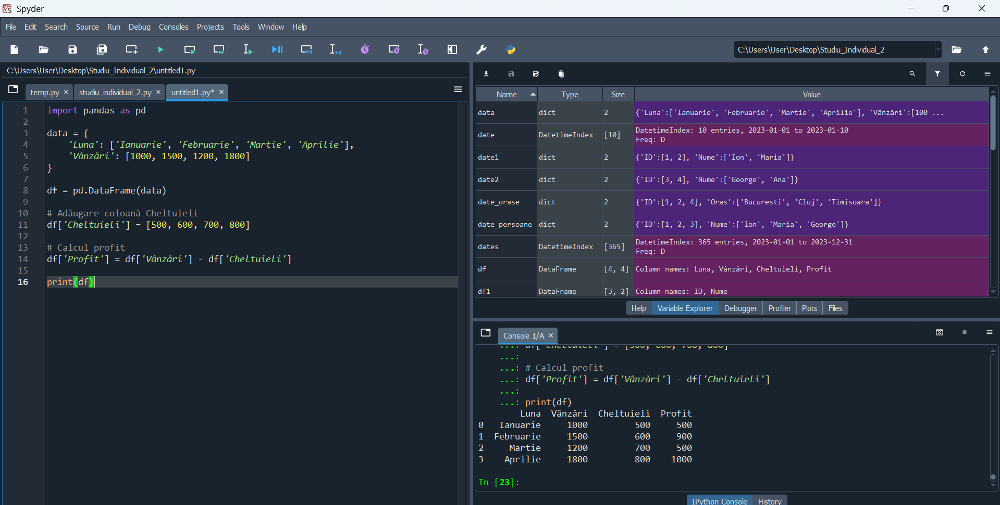 Spyder
File Edit Search Source Run Debug Consoles Projects Tools Window Help
C:\Users\User\Desktop\Studiu_Individual_2
C:\Users\User\Desktop\Studiu_Individual_2\untitled1.py
temp.py studiu_individual_2.py untitled1.py*
1 import pandas as pd
2
3 data = {
4 'Luna': ['Ianuarie', 'Februarie', 'Martie', 'Aprilie'],
5 'Vânzări': [1000, 1500, 1200, 1800]
6 }
7
8 df = pd.DataFrame(data)
9
10 # Adăugare coloană Cheltuieli
11 df['Cheltuieli'] = [500, 600, 700, 800]
12
13 # Calcul profit
14 df['Profit'] = df['Vânzări'] - df['Cheltuieli']
15
16 print(df)
Name Type Size Value
data dict 2 {'Luna':['Ianuarie', 'Februarie', 'Martie', 'Aprilie'], 'Vânzări':[100 ...
date DatetimeIndex [10] DatetimeIndex: 10 entries, 2023-01-01 to 2023-01-10
Freq: D
date1 dict 2 {'ID':[1, 2], 'Nume':['Ion', 'Maria']}
date2 dict 2 {'ID':[3, 4], 'Nume':['George', 'Ana']}
date_orase dict 2 {'ID':[1, 2, 4], 'Oras':['Bucuresti', 'Cluj', 'Timisoara']}
date_persoane dict 2 {'ID':[1, 2, 3], 'Nume':['Ion', 'Maria', 'George']}
dates DatetimeIndex [365] DatetimeIndex: 365 entries, 2023-01-01 to 2023-12-31
Freq: D
df DataFrame [4, 4] Column names: Luna, Vânzări, Cheltuieli, Profit
df1 DataFrame [3, 2] Column names: ID, Nume
Help Variable Explorer Debugger Profiler Plots Files
Console 1/A
...: df['Cheltuieli'] = [500, 600, 700, 800]
...:
...: # Calcul profit
...: df['Profit'] = df['Vânzări'] - df['Cheltuieli']
...:
...: print(df)
Luna Vânzări Cheltuieli Profit
0 Ianuarie 1000 500 500
1 Februarie 1500 600 900
2 Martie 1200 700 500
3 Aprilie 1800 800 1000
In [23]:
IPython Console History